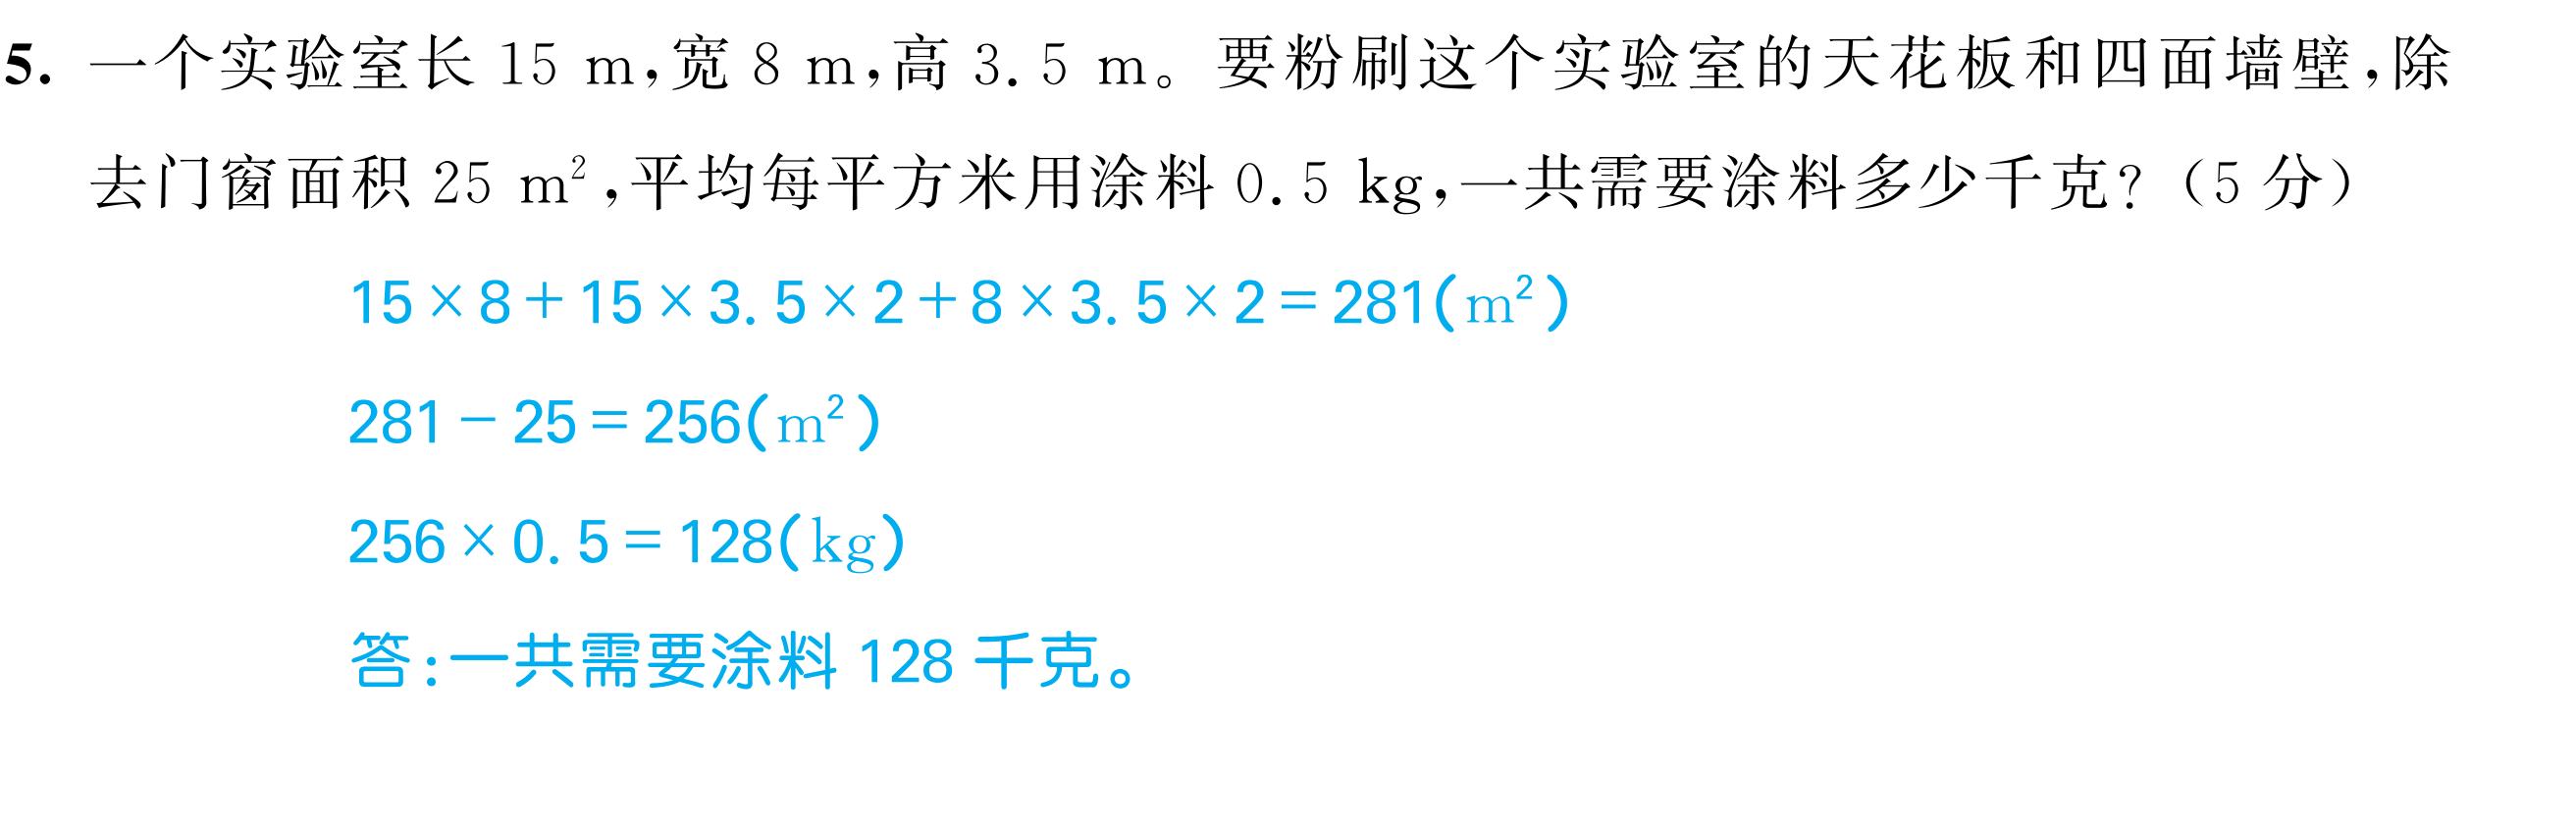 5. 一个实验室长 15 m,宽 8 m,高 3.5 m。要粉刷这个实验室的天花板和四面墙壁,除
去门窗面积 25 m²,平均每平方米用涂料 0.5 kg,一共需要涂料多少千克?(5 分)
15×8+15×3.5×2+8×3.5×2=281(m²)
281-25=256(m²)
256×0.5=128(kg)
答:一共需要涂料 128 千克。